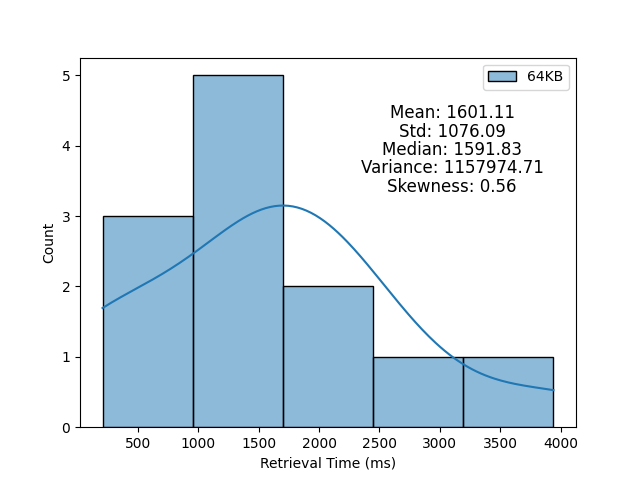 64KB
Mean: 1601.11
Std: 1076.09
Median: 1591.83
Variance: 1157974.71
Skewness: 0.56
5
4
3
2
1
0
Count
500 1000 1500 2000 2500 3000 3500 4000
Retrieval Time (ms)